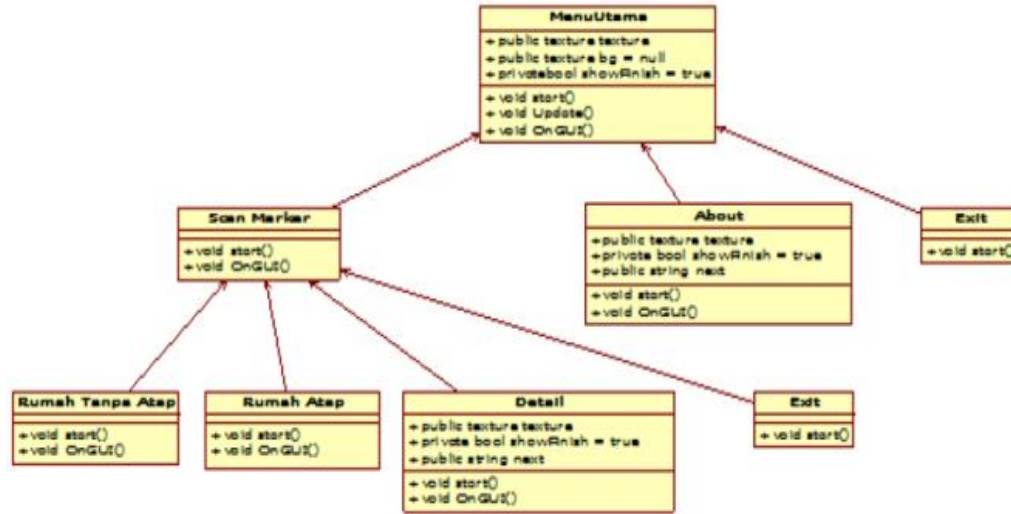 MenuUtama
+ public texture texture
+ public texture bg = null
+ privatebool showFinish = true
+ void start()
+ void Update()
+ void OnGUI()
Scan Marker
+ void start()
+ void OnGUI()
About
+ public texture texture
+ private bool showFinish = true
+ public string next
+ void start()
+ void OnGUI()
Exit
+ void start()
Rumah Tanpa Atap
+ void start()
+ void OnGUI()
Rumah Atap
+ void start()
+ void OnGUI()
Detail
+ public texture texture
+ private bool showFinish = true
+ public string next
+ void start()
+ void OnGUI()
Exit
+ void start()